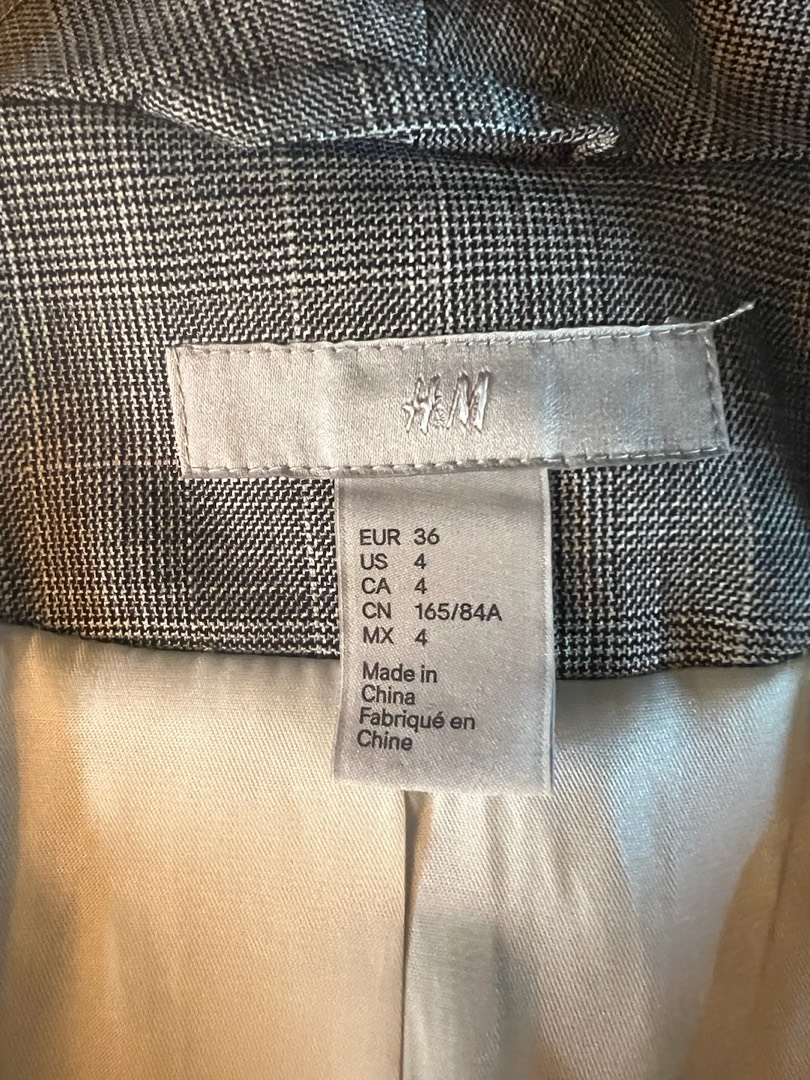 H&M
EUR 36
US 4
CA 4
CN 165/84A
MX 4
Made in
China
Fabriqué en
Chine